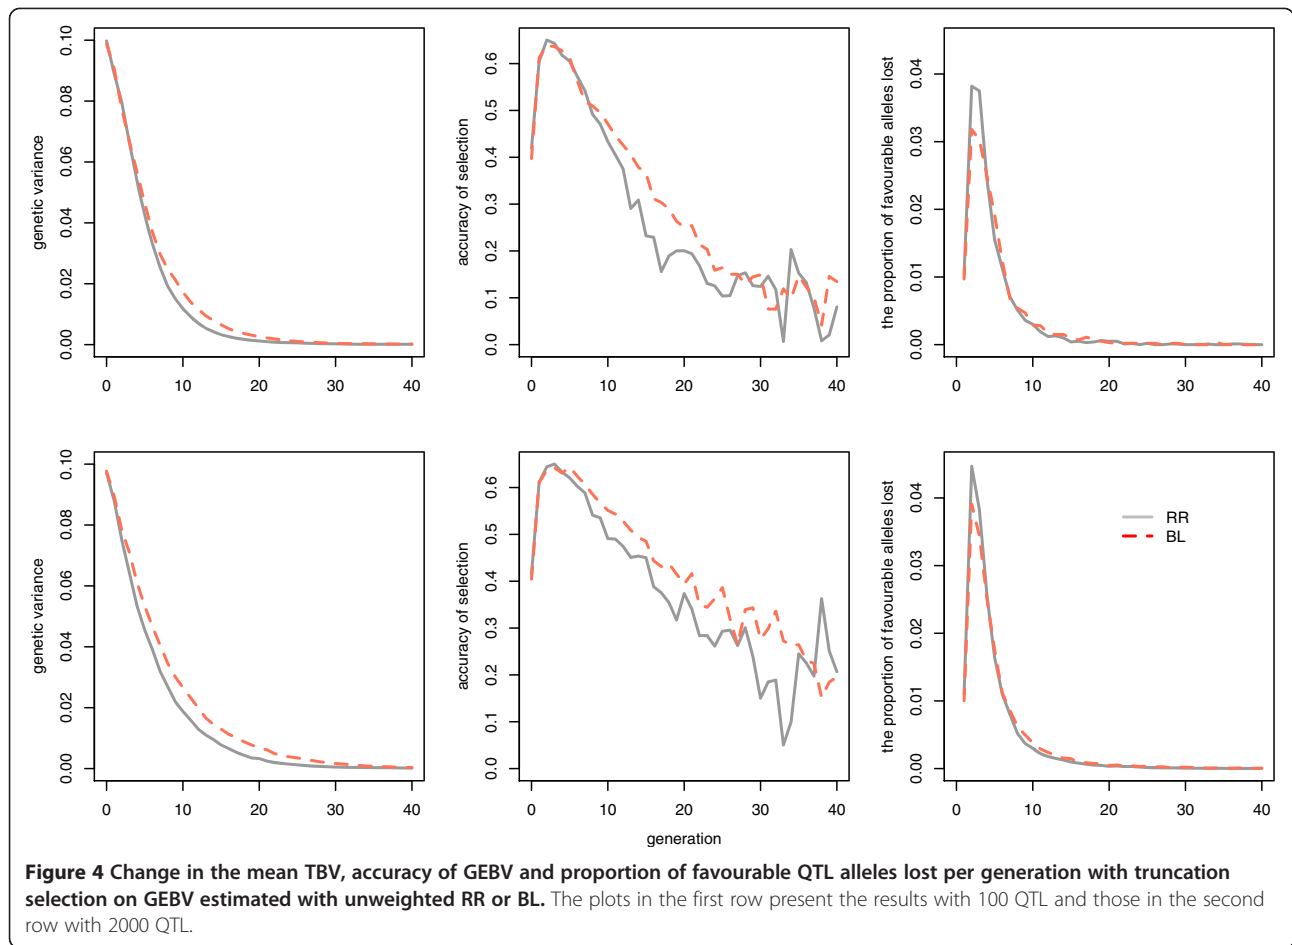 genetic variance
0.00 0.02 0.04 0.06 0.08 0.10
0 10 20 30 40
accuracy of selection
0.0 0.1 0.2 0.3 0.4 0.5 0.6
0 10 20 30 40
the proportion of favourable alleles lost
0.00 0.01 0.02 0.03 0.04
0 10 20 30 40
genetic variance
0.00 0.02 0.04 0.06 0.08 0.10
0 10 20 30 40
accuracy of selection
0.0 0.1 0.2 0.3 0.4 0.5 0.6
0 10 20 30 40
generation
the proportion of favourable alleles lost
0.00 0.01 0.02 0.03 0.04
0 10 20 30 40
RR
BL
Figure 4 Change in the mean TBV, accuracy of GEBV and proportion of favourable QTL alleles lost per generation with truncation
selection on GEBV estimated with unweighted RR or BL. The plots in the first row present the results with 100 QTL and those in the second
row with 2000 QTL.